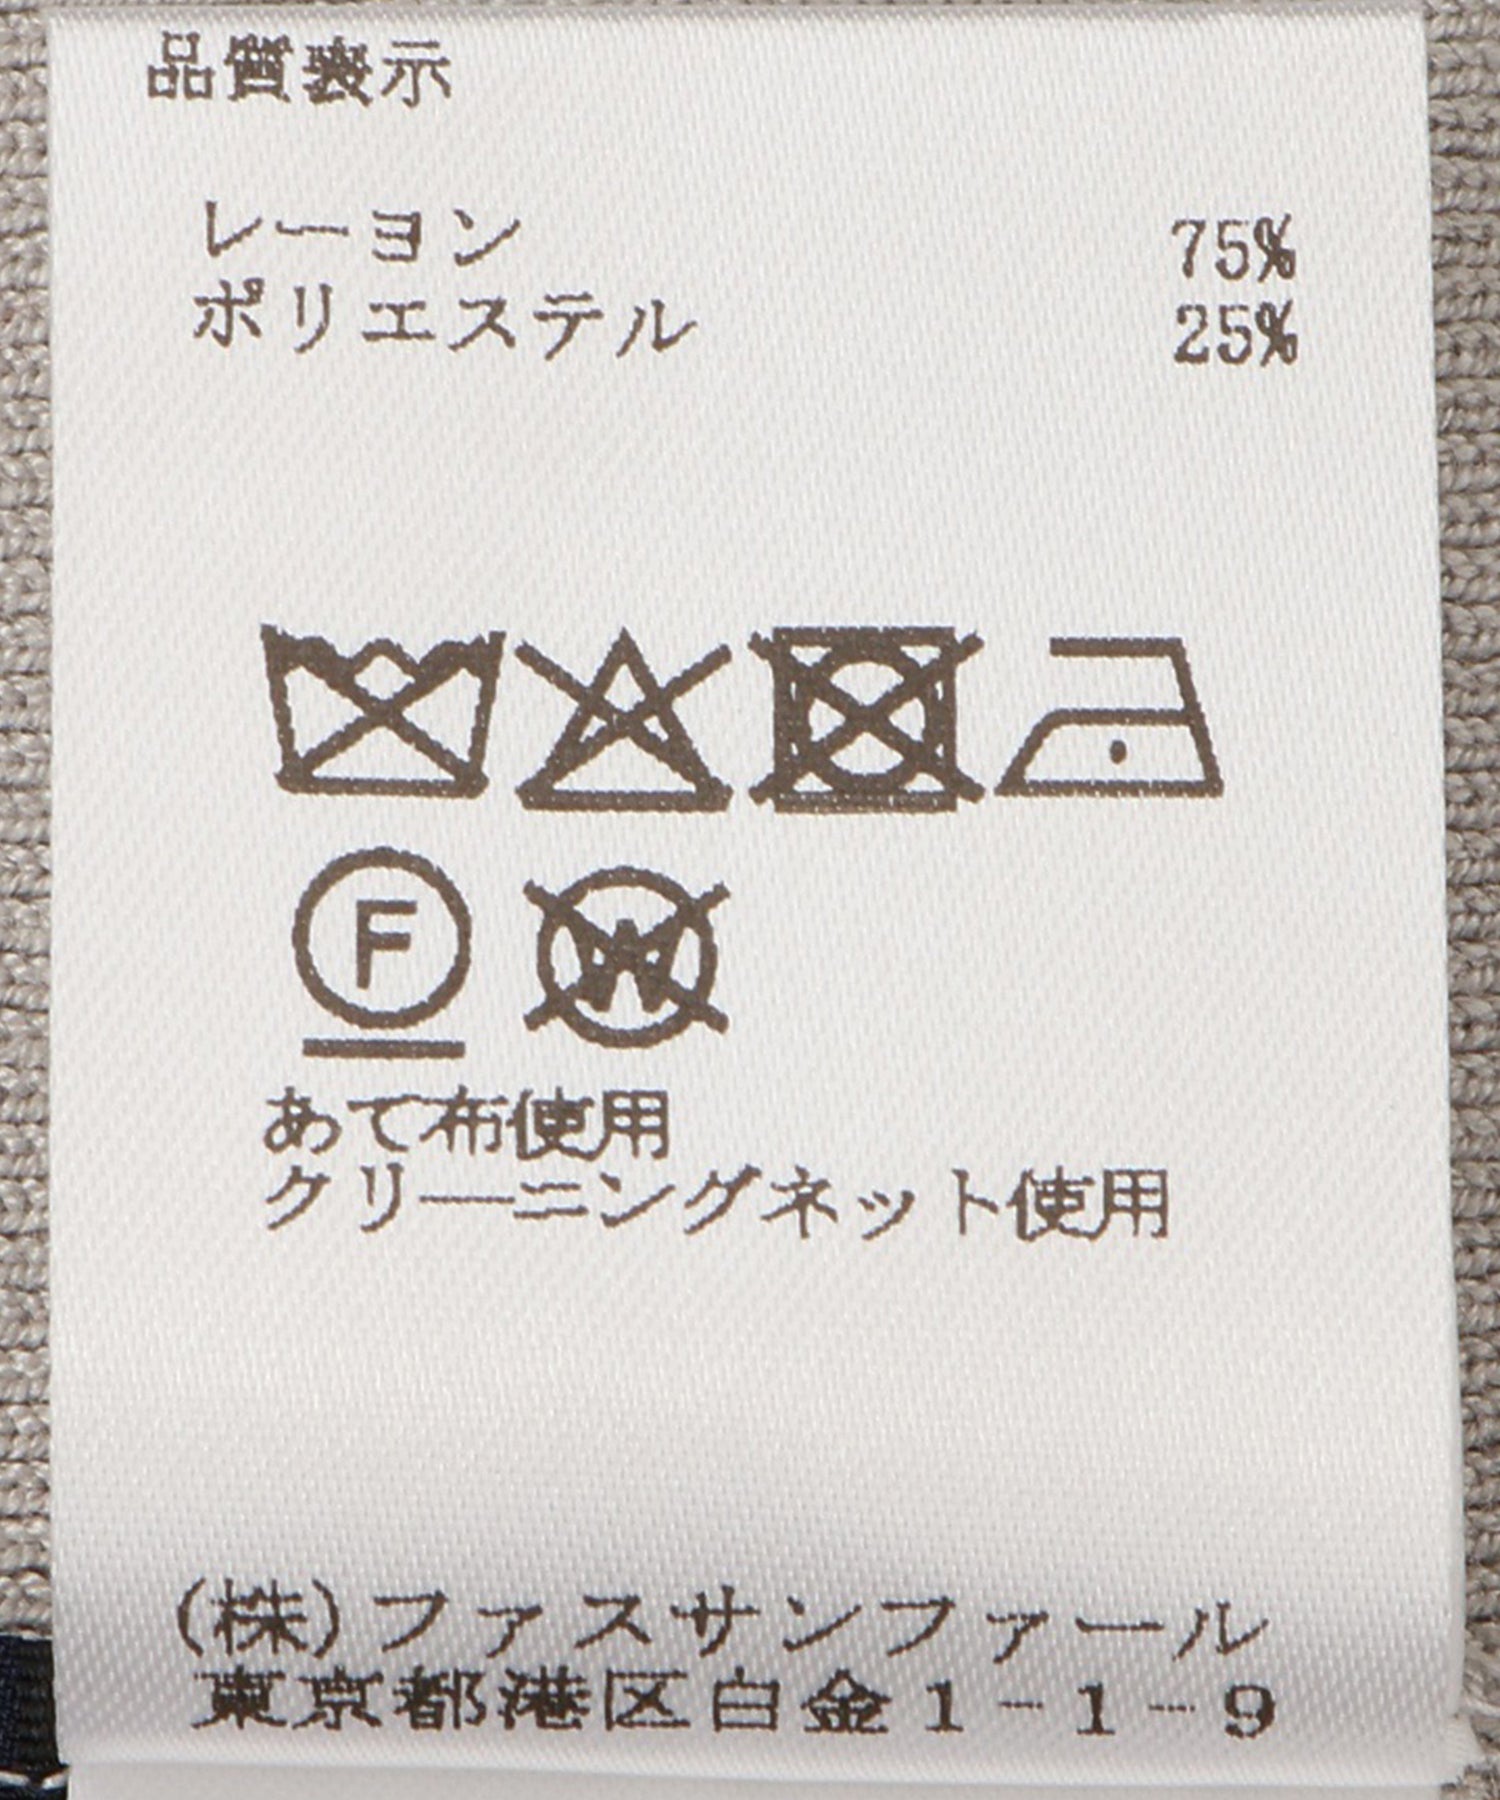 品質表示
レーヨン 75%
ポリエステル 25%
F W
あて布使用
クリーニングネット使用
(株)ファスサンファール
東京都港区白金1-1-9